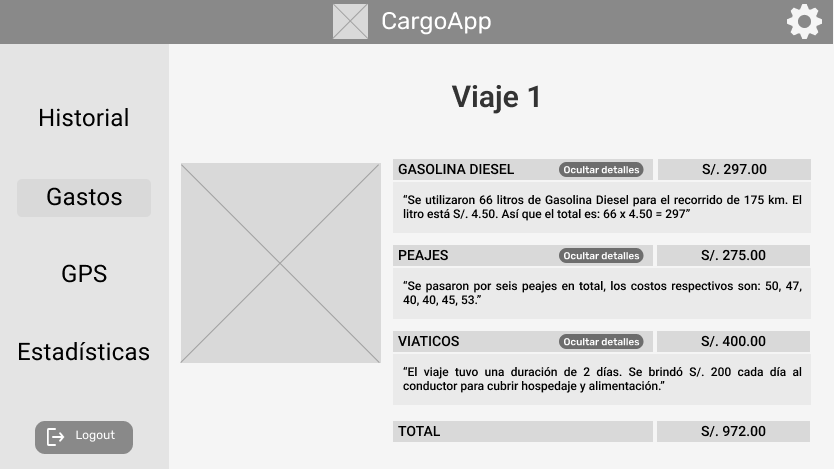 CargoApp
Historial
Gastos
GPS
Estadísticas
Logout
Viaje 1
GASOLINA DIESEL Ocultar detalles S/. 297.00
“Se utilizaron 66 litros de Gasolina Diesel para el recorrido de 175 km. El
litro está S/. 4.50. Así que el total es: 66 x 4.50 = 297”
PEAJES Ocultar detalles S/. 275.00
“Se pasaron por seis peajes en total, los costos respectivos son: 50, 47,
40, 40, 45, 53.”
VIATICOS Ocultar detalles S/. 400.00
“El viaje tuvo una duración de 2 días. Se brindó S/. 200 cada día al
conductor para cubrir hospedaje y alimentación.”
TOTAL S/. 972.00